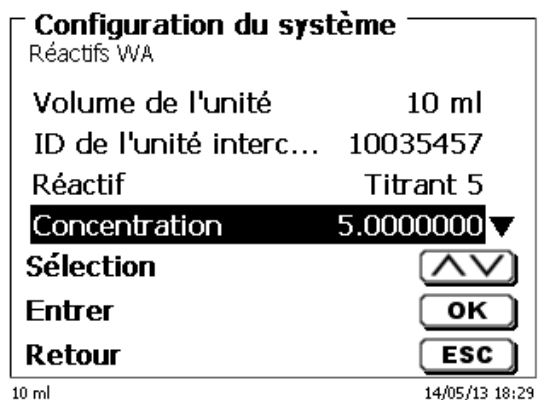 Configuration du système
Réactifs WA
Volume de l'unité 10 ml
ID de l'unité interc... 10035457
Réactif Titrant 5
Concentration 5.0000000
Sélection
Entrer OK
Retour ESC
10 ml 14/05/13 18:29